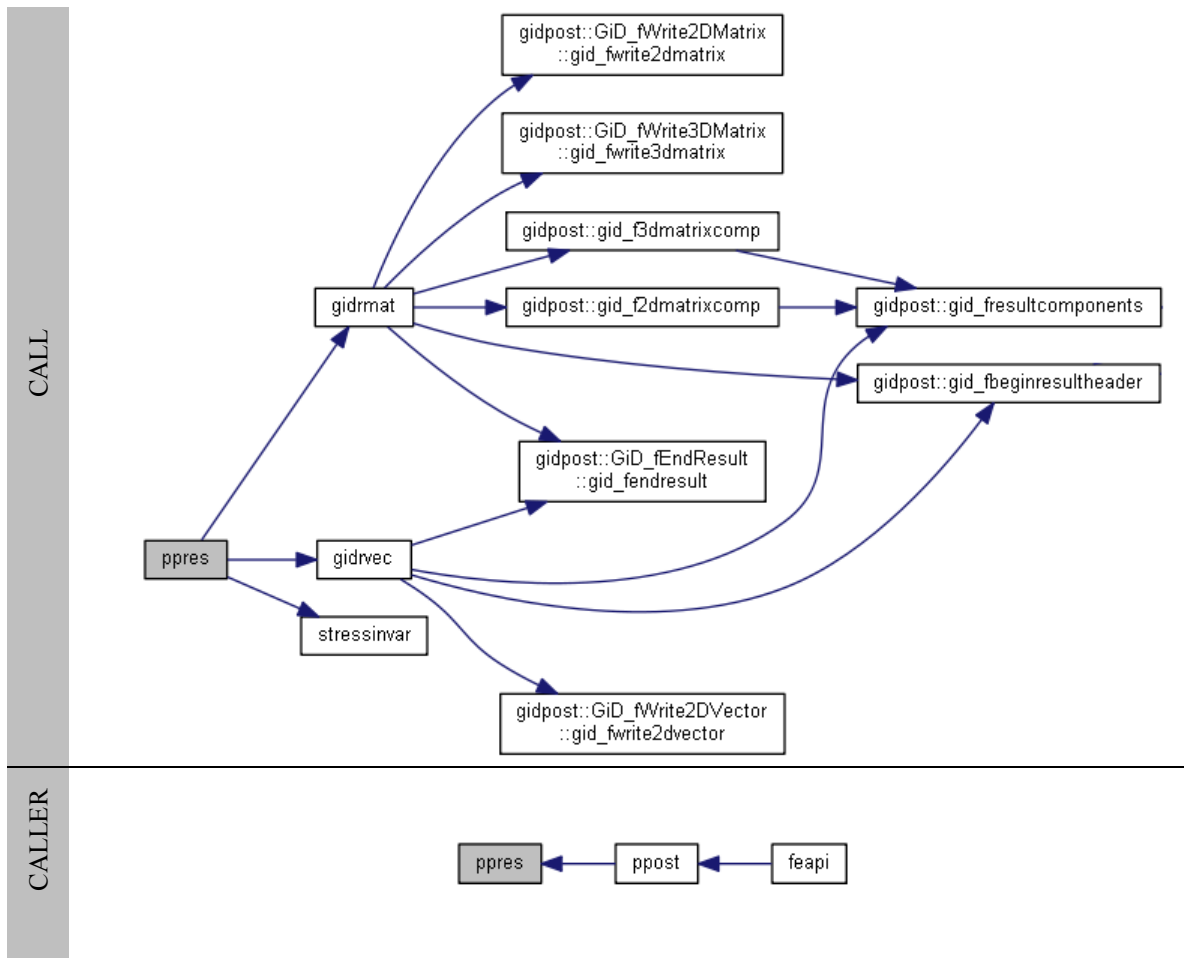 CALL
gidpost::GiD_fWrite2DMatrix
::gid_fwrite2dmatrix
gidpost::GiD_fWrite3DMatrix
::gid_fwrite3dmatrix
gidpost::gid_f3dmatrixcomp
gidrmat
gidpost::gid_f2dmatrixcomp
gidpost::gid_fresultcomponents
gidpost::gid_fbeginresultheader
gidpost::GiD_fEndResult
::gid_fendresult
ppres
gidrvec
stressinvar
gidpost::GiD_fWrite2DVector
::gid_fwrite2dvector
CALLER
ppres
ppost
feapi